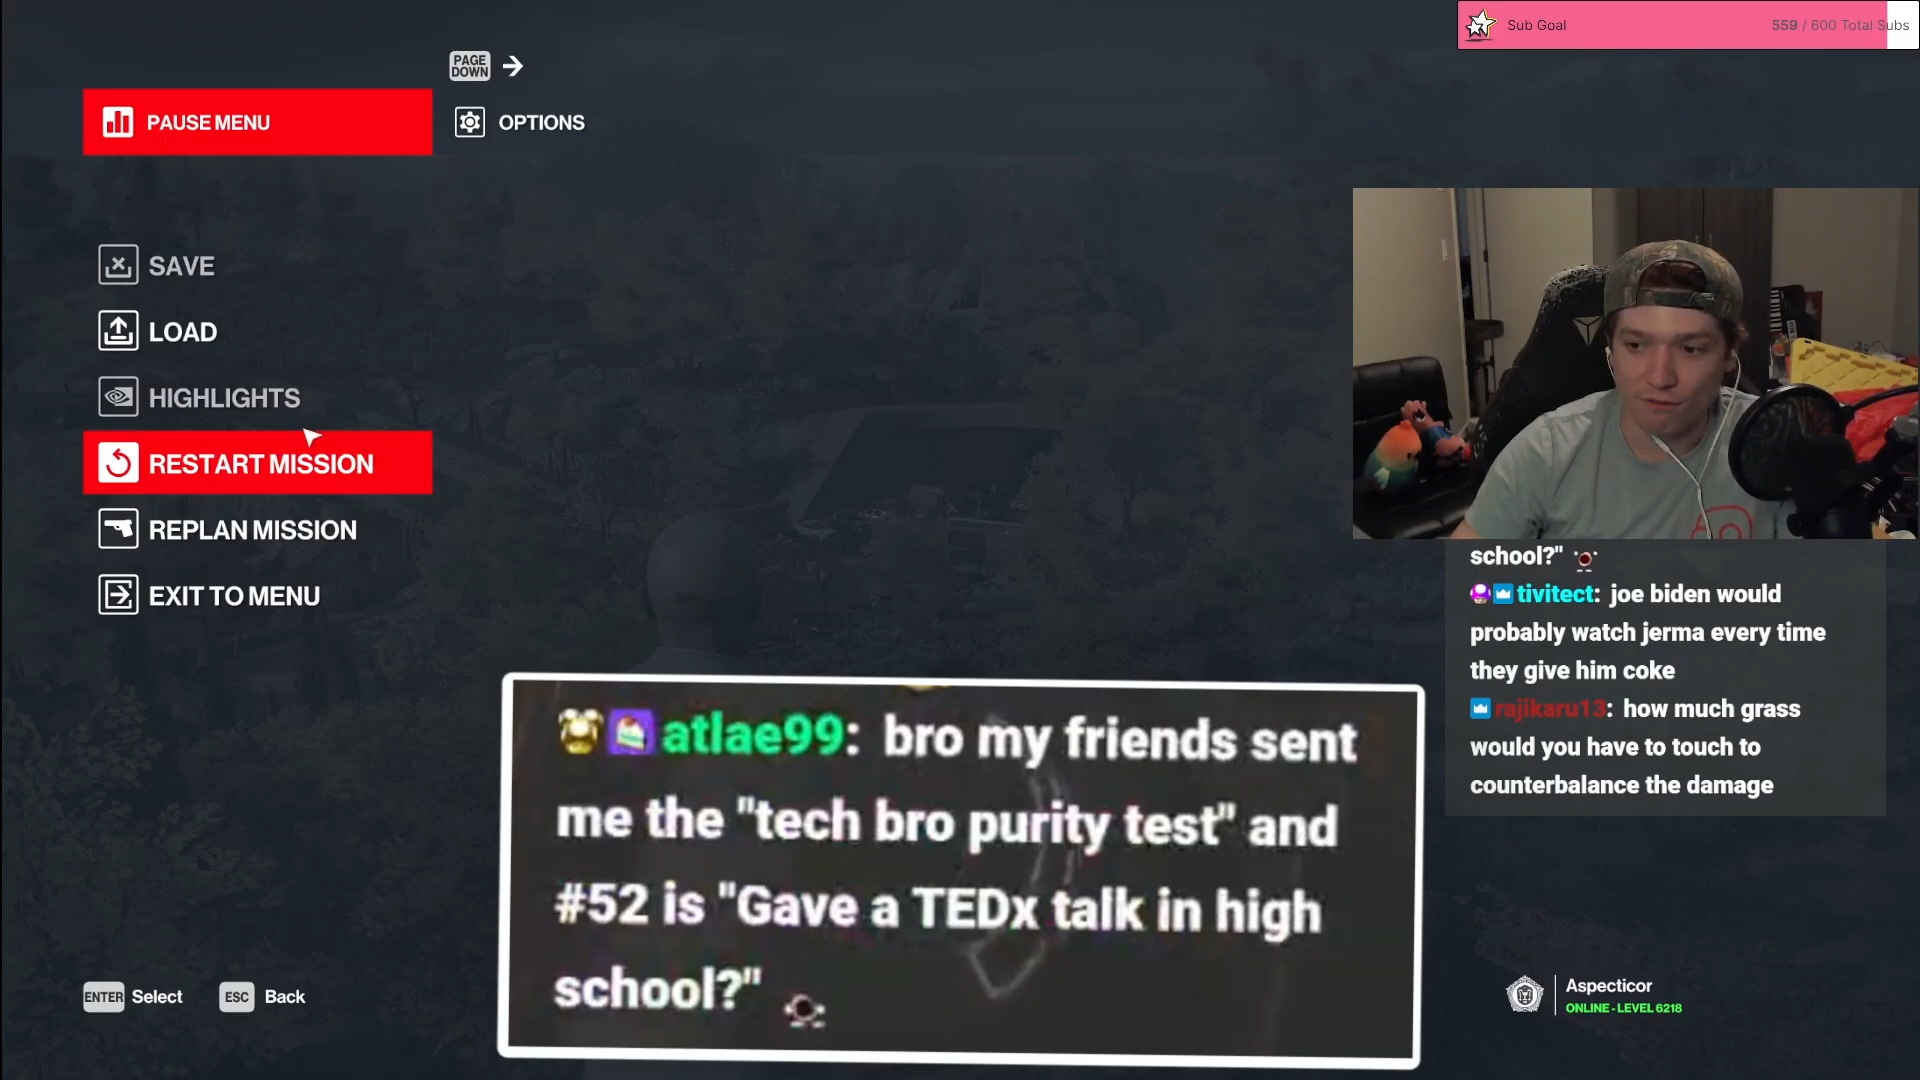 Sub Goal
559 / 600 Total Subs
PAGE
DOWN
PAUSE MENU
OPTIONS
SAVE
LOAD
HIGHLIGHTS
RESTART MISSION
REPLAN MISSION
EXIT TO MENU
school?"
tivitect: joe biden would
probably watch jerma every time
they give him coke
rajikaru13: how much grass
would you have to touch to
counterbalance the damage
atlae99: bro my friends sent
me the "tech bro purity test" and
#52 is "Gave a TEDx talk in high
school?"
ENTER Select
ESC Back
Aspecticor
ONLINE - LEVEL 6218